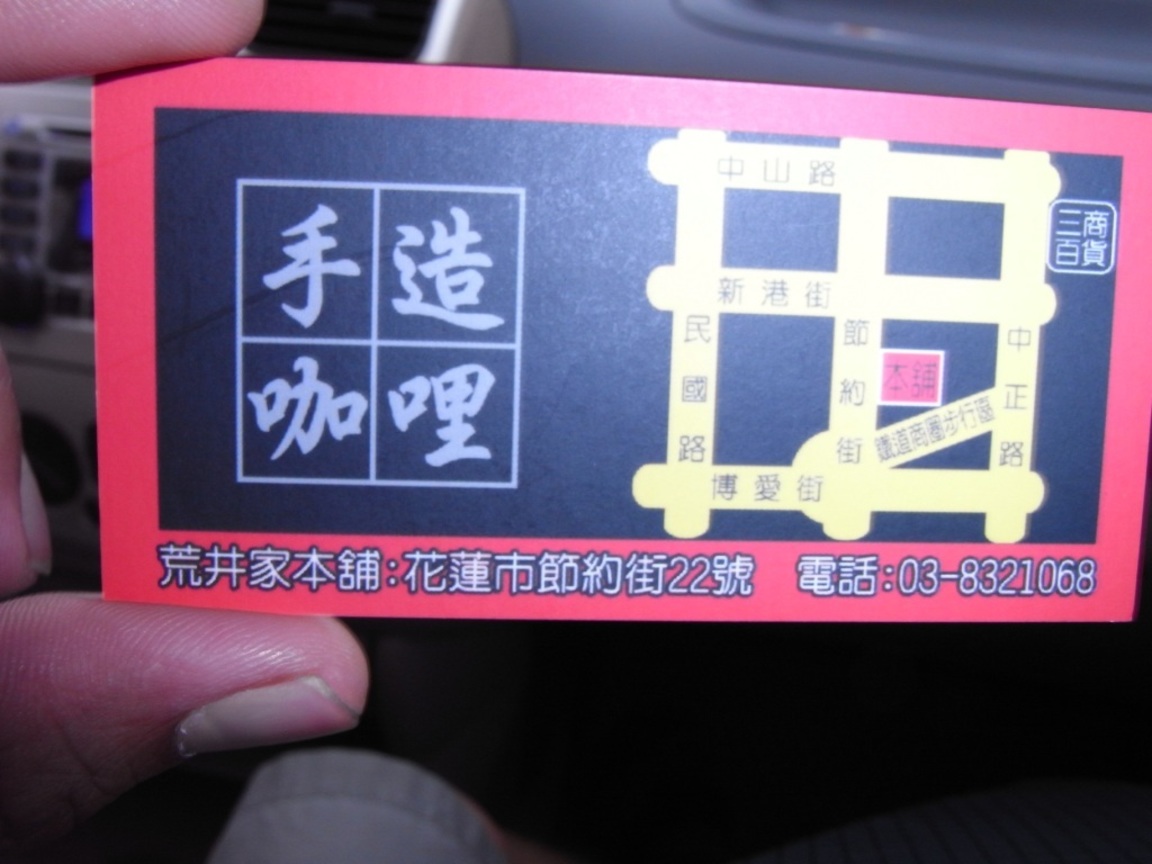 手造
咖哩
中山路
三商
百貨
新港街
民國路
節約街
本舖
中正路
鐵道商圈步行區
博愛街
荒井家本舖:花蓮市節約街22號 電話:03-8321068